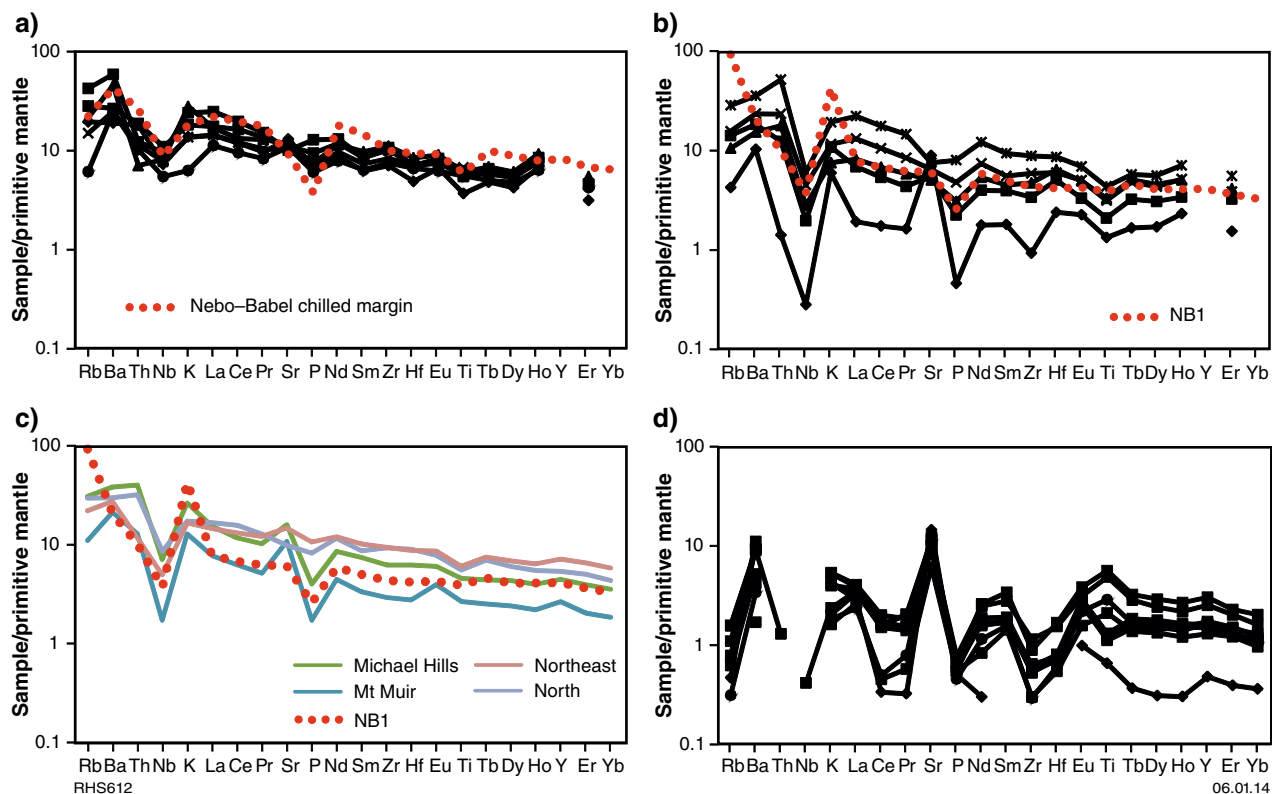 a)
Sample/primitive mantle
100
10
1
0.1
Nebo–Babel chilled margin
Rb Ba Th Nb K La Ce Pr Sr P Nd Sm Zr Hf Eu Ti Tb Dy Ho Y Er Yb
b)
Sample/primitive mantle
100
10
1
0.1
NB1
Rb Ba Th Nb K La Ce Pr Sr P Nd Sm Zr Hf Eu Ti Tb Dy Ho Y Er Yb
c)
Sample/primitive mantle
100
10
1
0.1
Michael Hills
Northeast
Mt Muir
North
NB1
Rb Ba Th Nb K La Ce Pr Sr P Nd Sm Zr Hf Eu Ti Tb Dy Ho Y Er Yb
d)
Sample/primitive mantle
100
10
1
0.1
Rb Ba Th Nb K La Ce Pr Sr P Nd Sm Zr Hf Eu Ti Tb Dy Ho Y Er Yb
RHS612
06.01.14